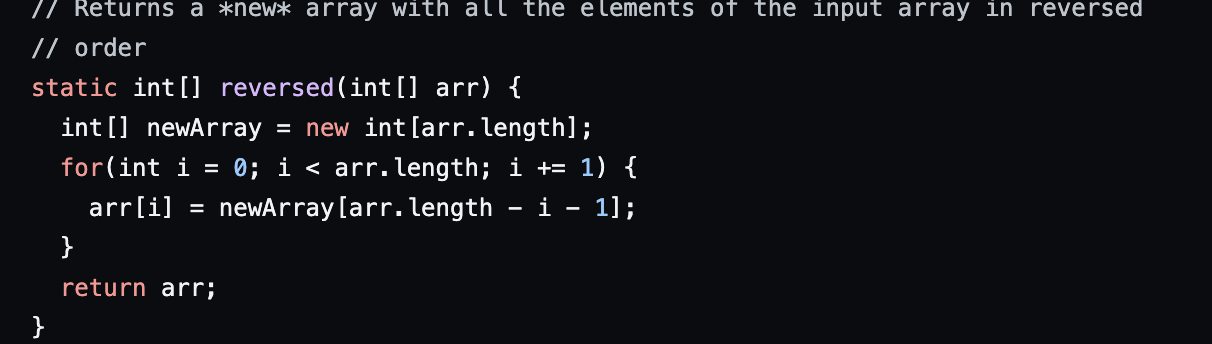 // Returns a *new* array with all the elements of the input array in reversed
// order
static int[] reversed(int[] arr) {
  int[] newArray = new int[arr.length];
  for(int i = 0; i < arr.length; i += 1) {
    arr[i] = newArray[arr.length - i - 1];
  }
  return arr;
}